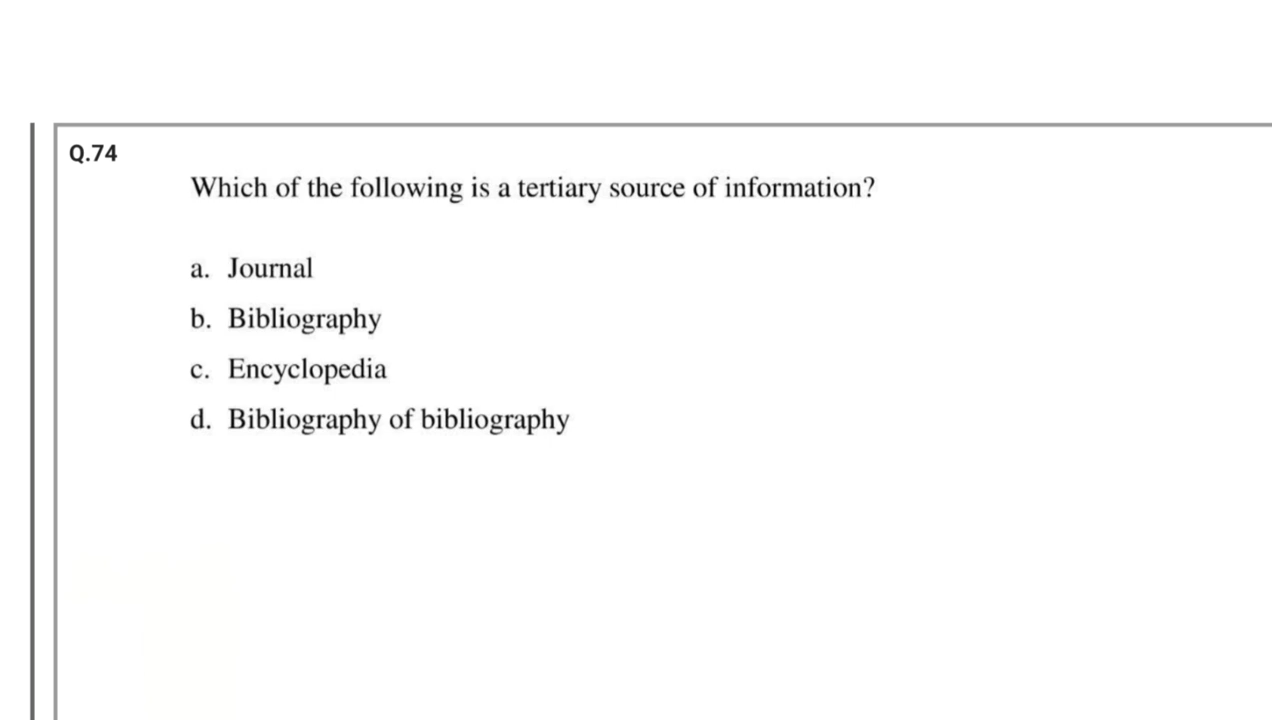 Q.74
Which of the following is a tertiary source of information?
a. Journal
b. Bibliography
c. Encyclopedia
d. Bibliography of bibliography